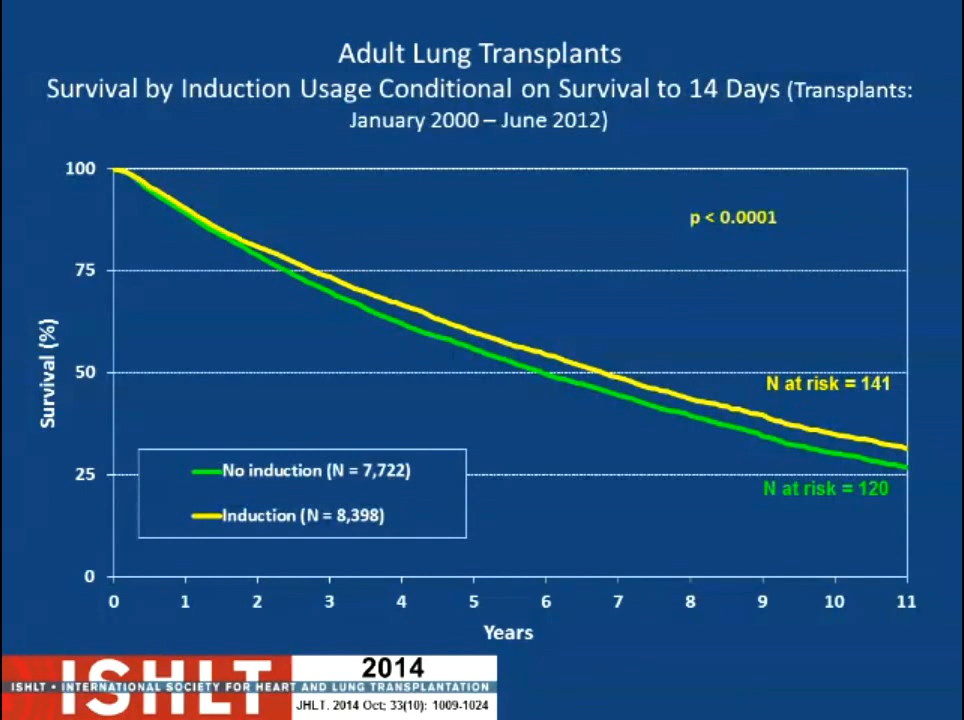 Adult Lung Transplants
Survival by Induction Usage Conditional on Survival to 14 Days (Transplants:
January 2000 – June 2012)
100
p < 0.0001
75
Survival (%)
50
N at risk = 141
No induction (N = 7,722)
25
N at risk = 120
Induction (N = 8,398)
0
0 1 2 3 4 5 6 7 8 9 10 11
Years
ISHLT
2014
ISHLT • INTERNATIONAL SOCIETY FOR HEART AND LUNG TRANSPLANTATION
JHLT. 2014 Oct; 33(10): 1009-1024